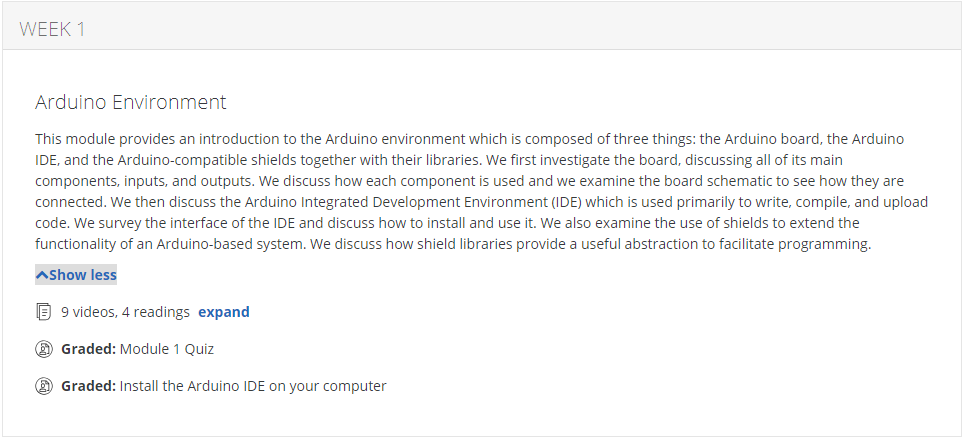 WEEK 1
Arduino Environment
This module provides an introduction to the Arduino environment which is composed of three things: the Arduino board, the Arduino
IDE, and the Arduino-compatible shields together with their libraries. We first investigate the board, discussing all of its main
components, inputs, and outputs. We discuss how each component is used and we examine the board schematic to see how they are
connected. We then discuss the Arduino Integrated Development Environment (IDE) which is used primarily to write, compile, and upload
code. We survey the interface of the IDE and discuss how to install and use it. We also examine the use of shields to extend the
functionality of an Arduino-based system. We discuss how shield libraries provide a useful abstraction to facilitate programming.
Show less
9 videos, 4 readings expand
Graded: Module 1 Quiz
Graded: Install the Arduino IDE on your computer